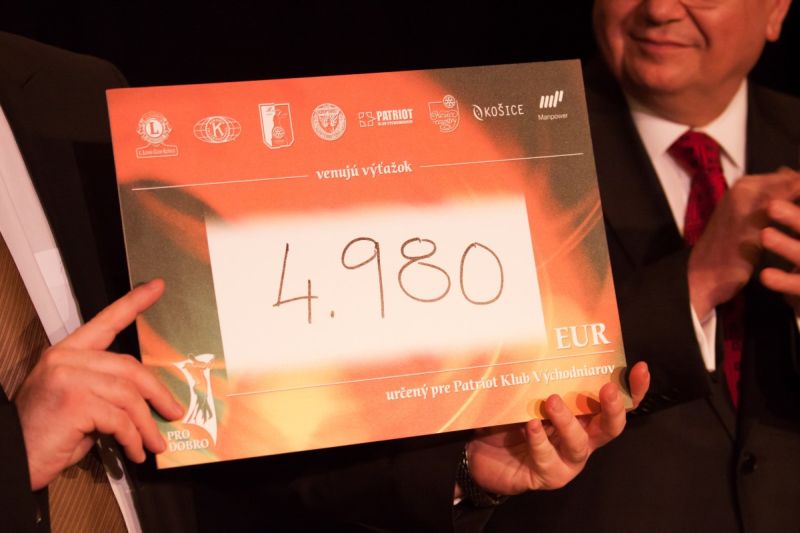 L
K
PATRIOT
KOŠICE
Manpower
venujú výťažok
4.980
EUR
určený pre Patriot Klub Východniarov
PRO
DOBRO